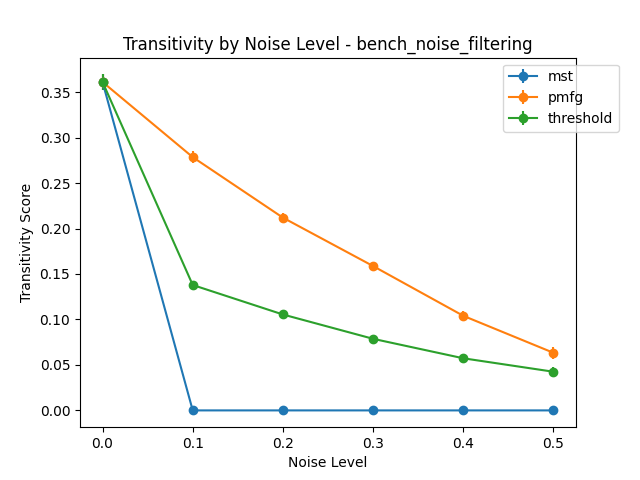 Transitivity by Noise Level - bench_noise_filtering
mst
pmfg
threshold
Transitivity Score
0.35
0.30
0.25
0.20
0.15
0.10
0.05
0.00
0.0
0.1
0.2
0.3
0.4
0.5
Noise Level